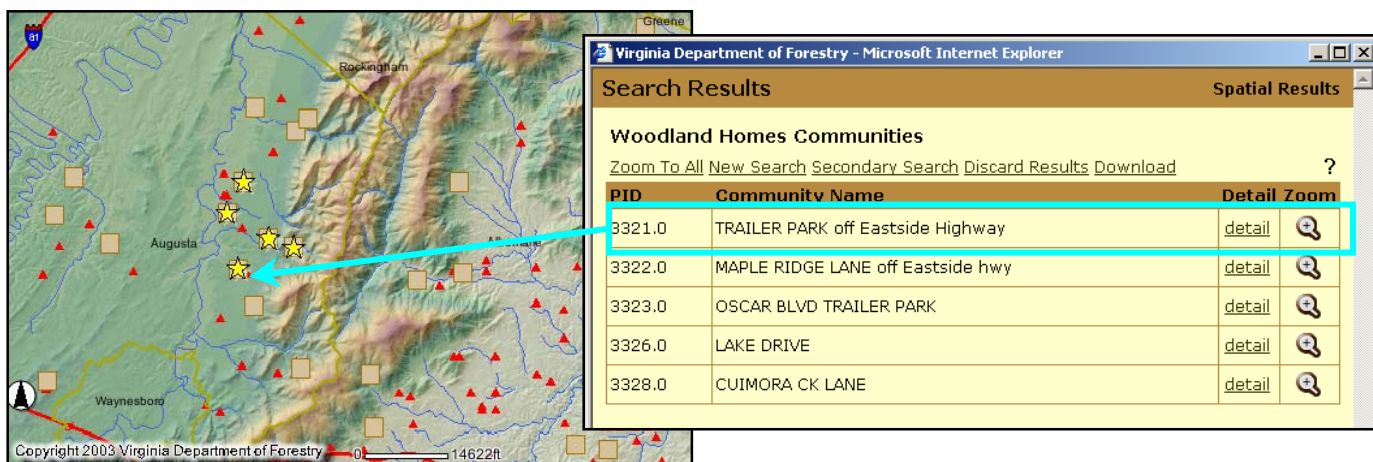 Greene
81
Rockingham
Augusta
Albemarle
Waynesboro
Copyright 2003 Virginia Department of Forestry
0 14622ft
Virginia Department of Forestry - Microsoft Internet Explorer
Search Results Spatial Results
Woodland Homes Communities
Zoom To All New Search Secondary Search Discard Results Download ?
PID Community Name Detail Zoom
3321.0 TRAILER PARK off Eastside Highway detail
3322.0 MAPLE RIDGE LANE off Eastside hwy detail
3323.0 OSCAR BLVD TRAILER PARK detail
3326.0 LAKE DRIVE detail
3328.0 CUIMORA CK LANE detail